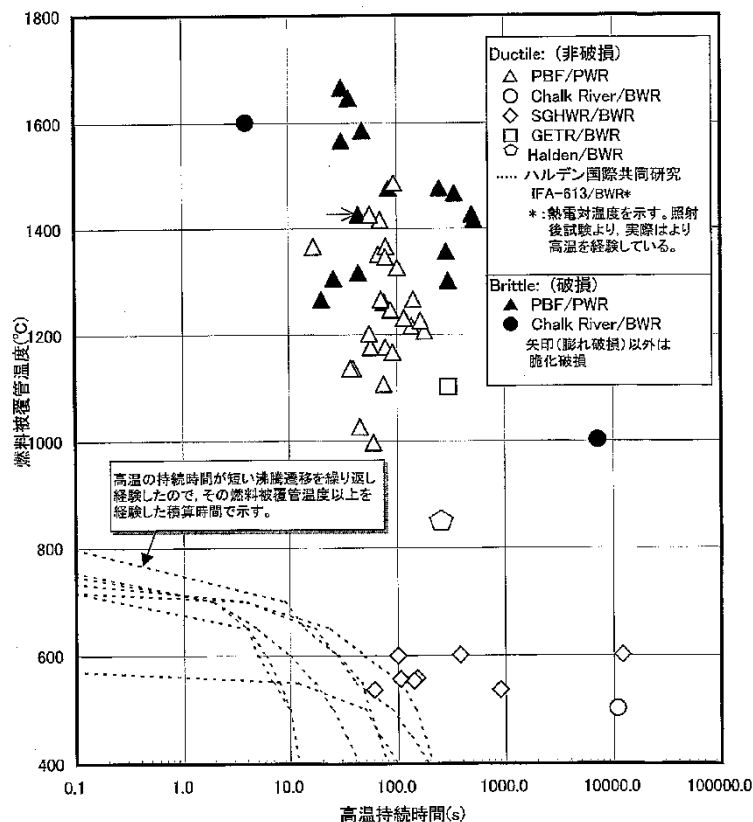 1800
1600
1400
1200
1000
800
600
400
燃料被覆管温度(℃)
0.1
1.0
10.0
100.0
1000.0
10000.0
100000.0
高温持続時間(s)
Ductile: (非破損)
PBF/PWR
Chalk River/BWR
SGHWR/BWR
GETR/BWR
Halden/BWR
ハルデン国際共同研究
IFA-613/BWR*
*:熱電対温度を示す。照射
後試験より,実際はより
高温を経験している。
Brittle: (破損)
PBF/PWR
Chalk River/BWR
矢印(膨れ破損)以外は
脆化破損
高温の持続時間が短い沸騰遷移を繰り返し
経験したので,その燃料被覆管温度以上を
経験した積算時間で示す。